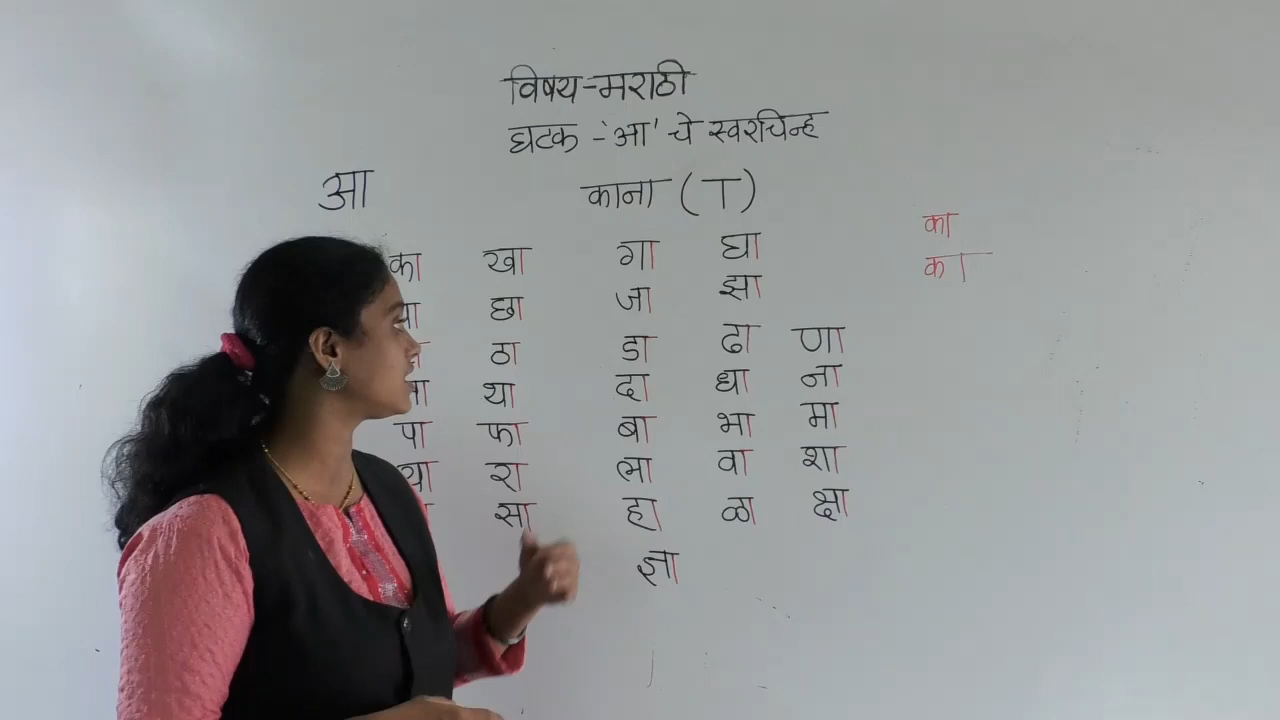 विषय-मराठी
घटक -'आ' चे स्वरचिन्ह
आ काना (ा)
का खा गा घा का
छा जा झा क ा
ठा डा ढा णा
था दा धा ना
पा फा बा भा मा
या रा ला वा शा
सा हा ळा क्षा
ज्ञा